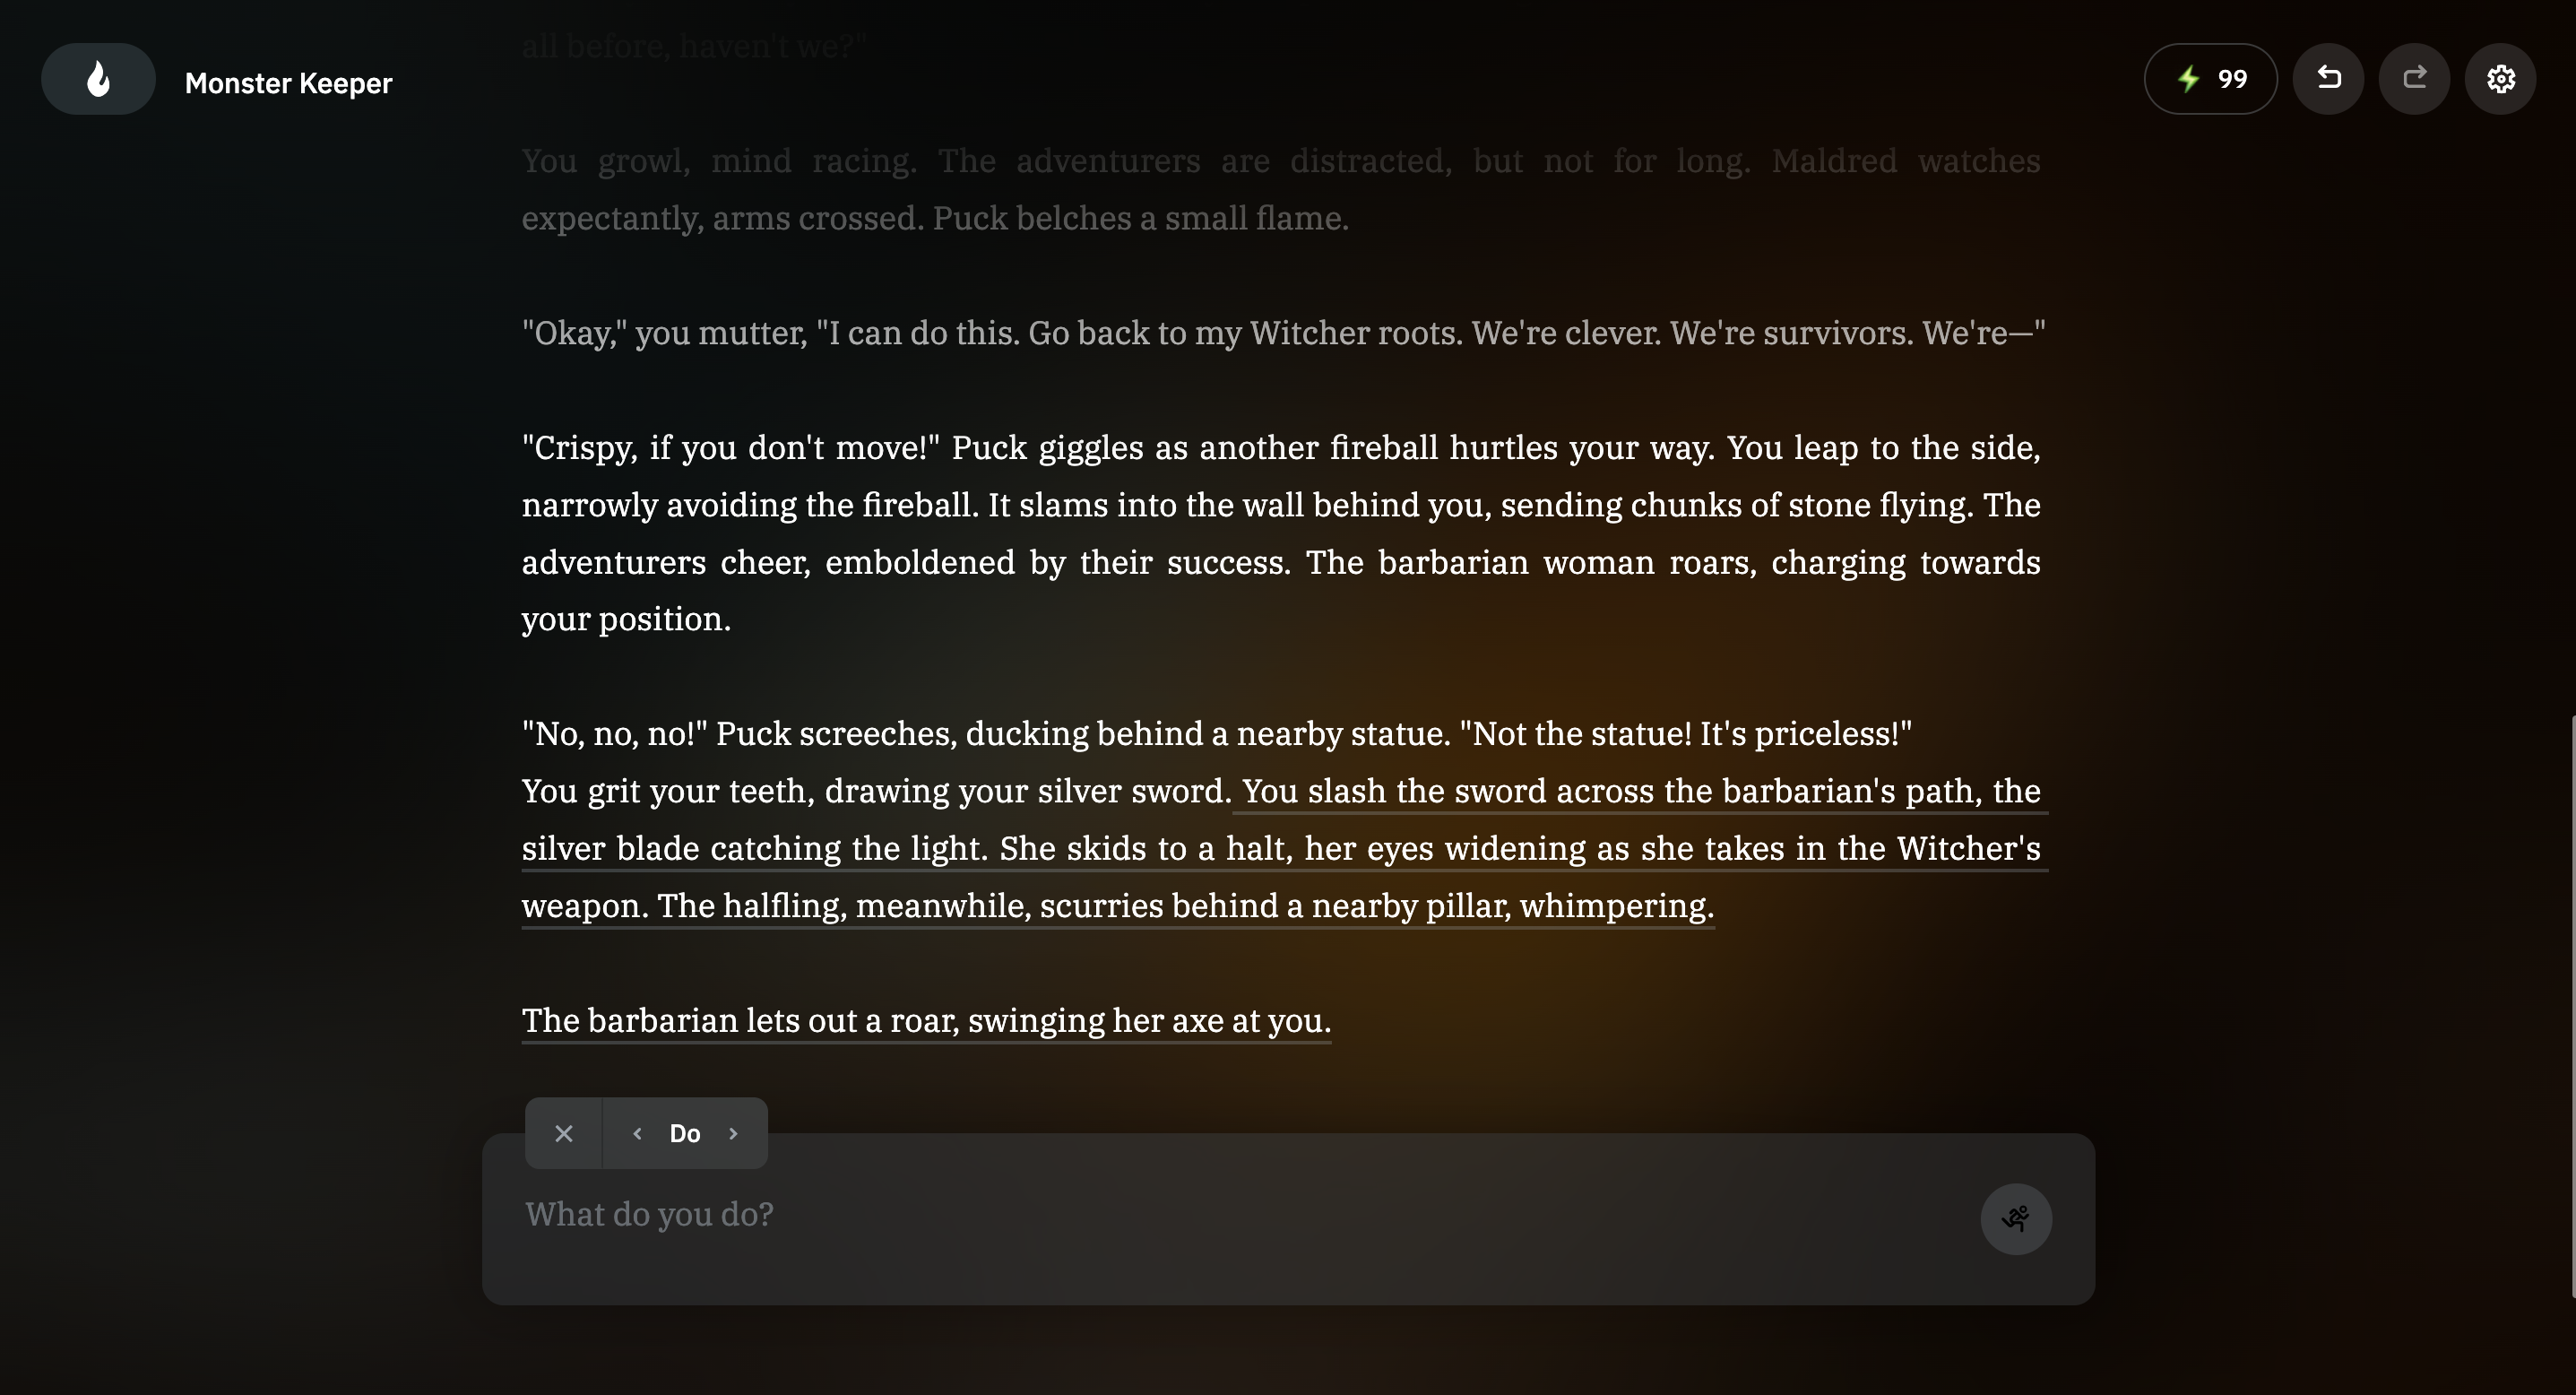 all before, haven't we?"
Monster Keeper
99
You growl, mind racing. The adventurers are distracted, but not for long. Maldred watches
expectantly, arms crossed. Puck belches a small flame.
"Okay," you mutter, "I can do this. Go back to my Witcher roots. We're clever. We're survivors. We're—"
"Crispy, if you don't move!" Puck giggles as another fireball hurtles your way. You leap to the side,
narrowly avoiding the fireball. It slams into the wall behind you, sending chunks of stone flying. The
adventurers cheer, emboldened by their success. The barbarian woman roars, charging towards
your position.
"No, no, no!" Puck screeches, ducking behind a nearby statue. "Not the statue! It's priceless!"
You grit your teeth, drawing your silver sword. You slash the sword across the barbarian's path, the
silver blade catching the light. She skids to a halt, her eyes widening as she takes in the Witcher's
weapon. The halfling, meanwhile, scurries behind a nearby pillar, whimpering.
The barbarian lets out a roar, swinging her axe at you.
Do
What do you do?